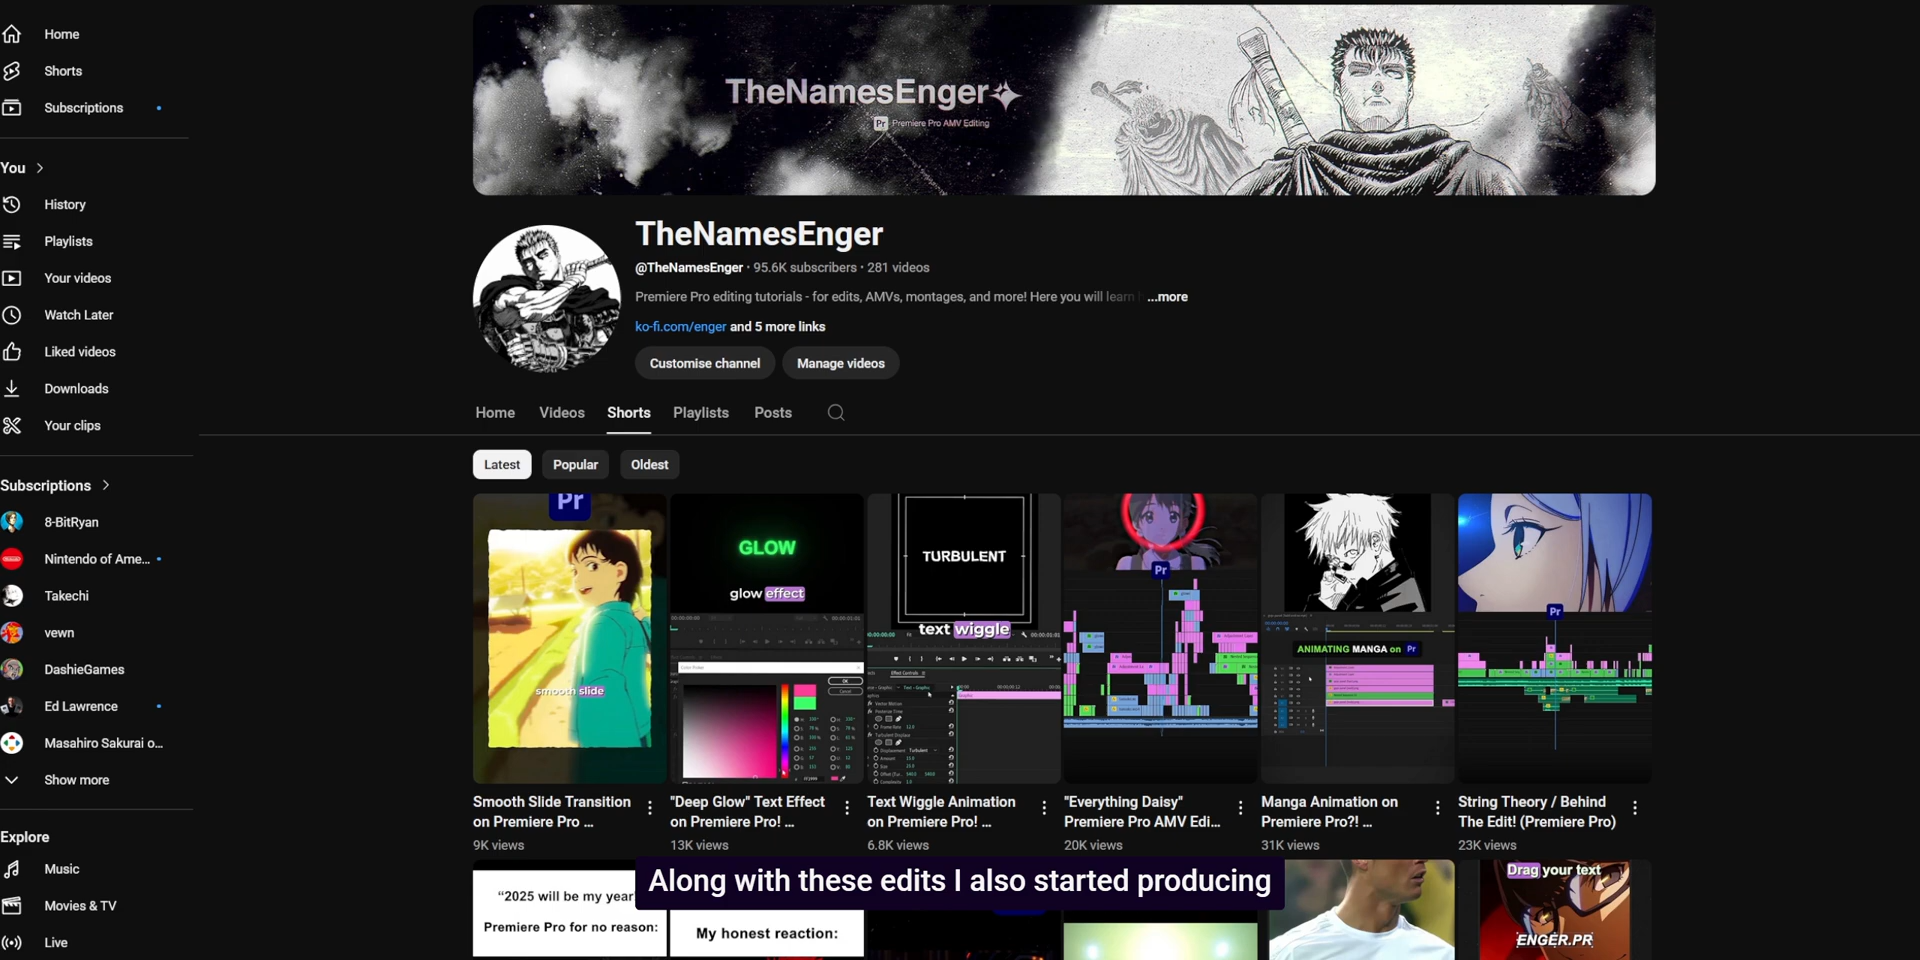 Home
Shorts
Subscriptions
You
History
Playlists
Your videos
Watch Later
Liked videos
Downloads
Your clips
Subscriptions
8-BitRyan
Nintendo of Ame...
Takechi
vewn
DashieGames
Ed Lawrence
Masahiro Sakurai o...
Show more
Explore
Music
Movies & TV
Live
TheNamesEnger
Pr Premiere Pro AMV Editing
TheNamesEnger
@TheNamesEnger • 95.6K subscribers • 281 videos
Premiere Pro editing tutorials - for edits, AMVs, montages, and more! Here you will learn ...more
ko-fi.com/enger and 5 more links
Customise channel
Manage videos
Home Videos Shorts Playlists Posts
Latest Popular Oldest
Pr
smooth slide
Smooth Slide Transition
on Premiere Pro ...
9K views
GLOW
glow effect
"Deep Glow" Text Effect
on Premiere Pro! ...
13K views
TURBULENT
text wiggle
Text Wiggle Animation
on Premiere Pro! ...
6.8K views
Pr
"Everything Daisy"
Premiere Pro AMV Edi...
20K views
ANIMATING MANGA on Pr
Manga Animation on
Premiere Pro?! ...
31K views
Pr
String Theory / Behind
The Edit! (Premiere Pro)
23K views
Along with these edits I also started producing
"2025 will be my year"
Premiere Pro for no reason:
My honest reaction:
Drag your text
ENGER.PR